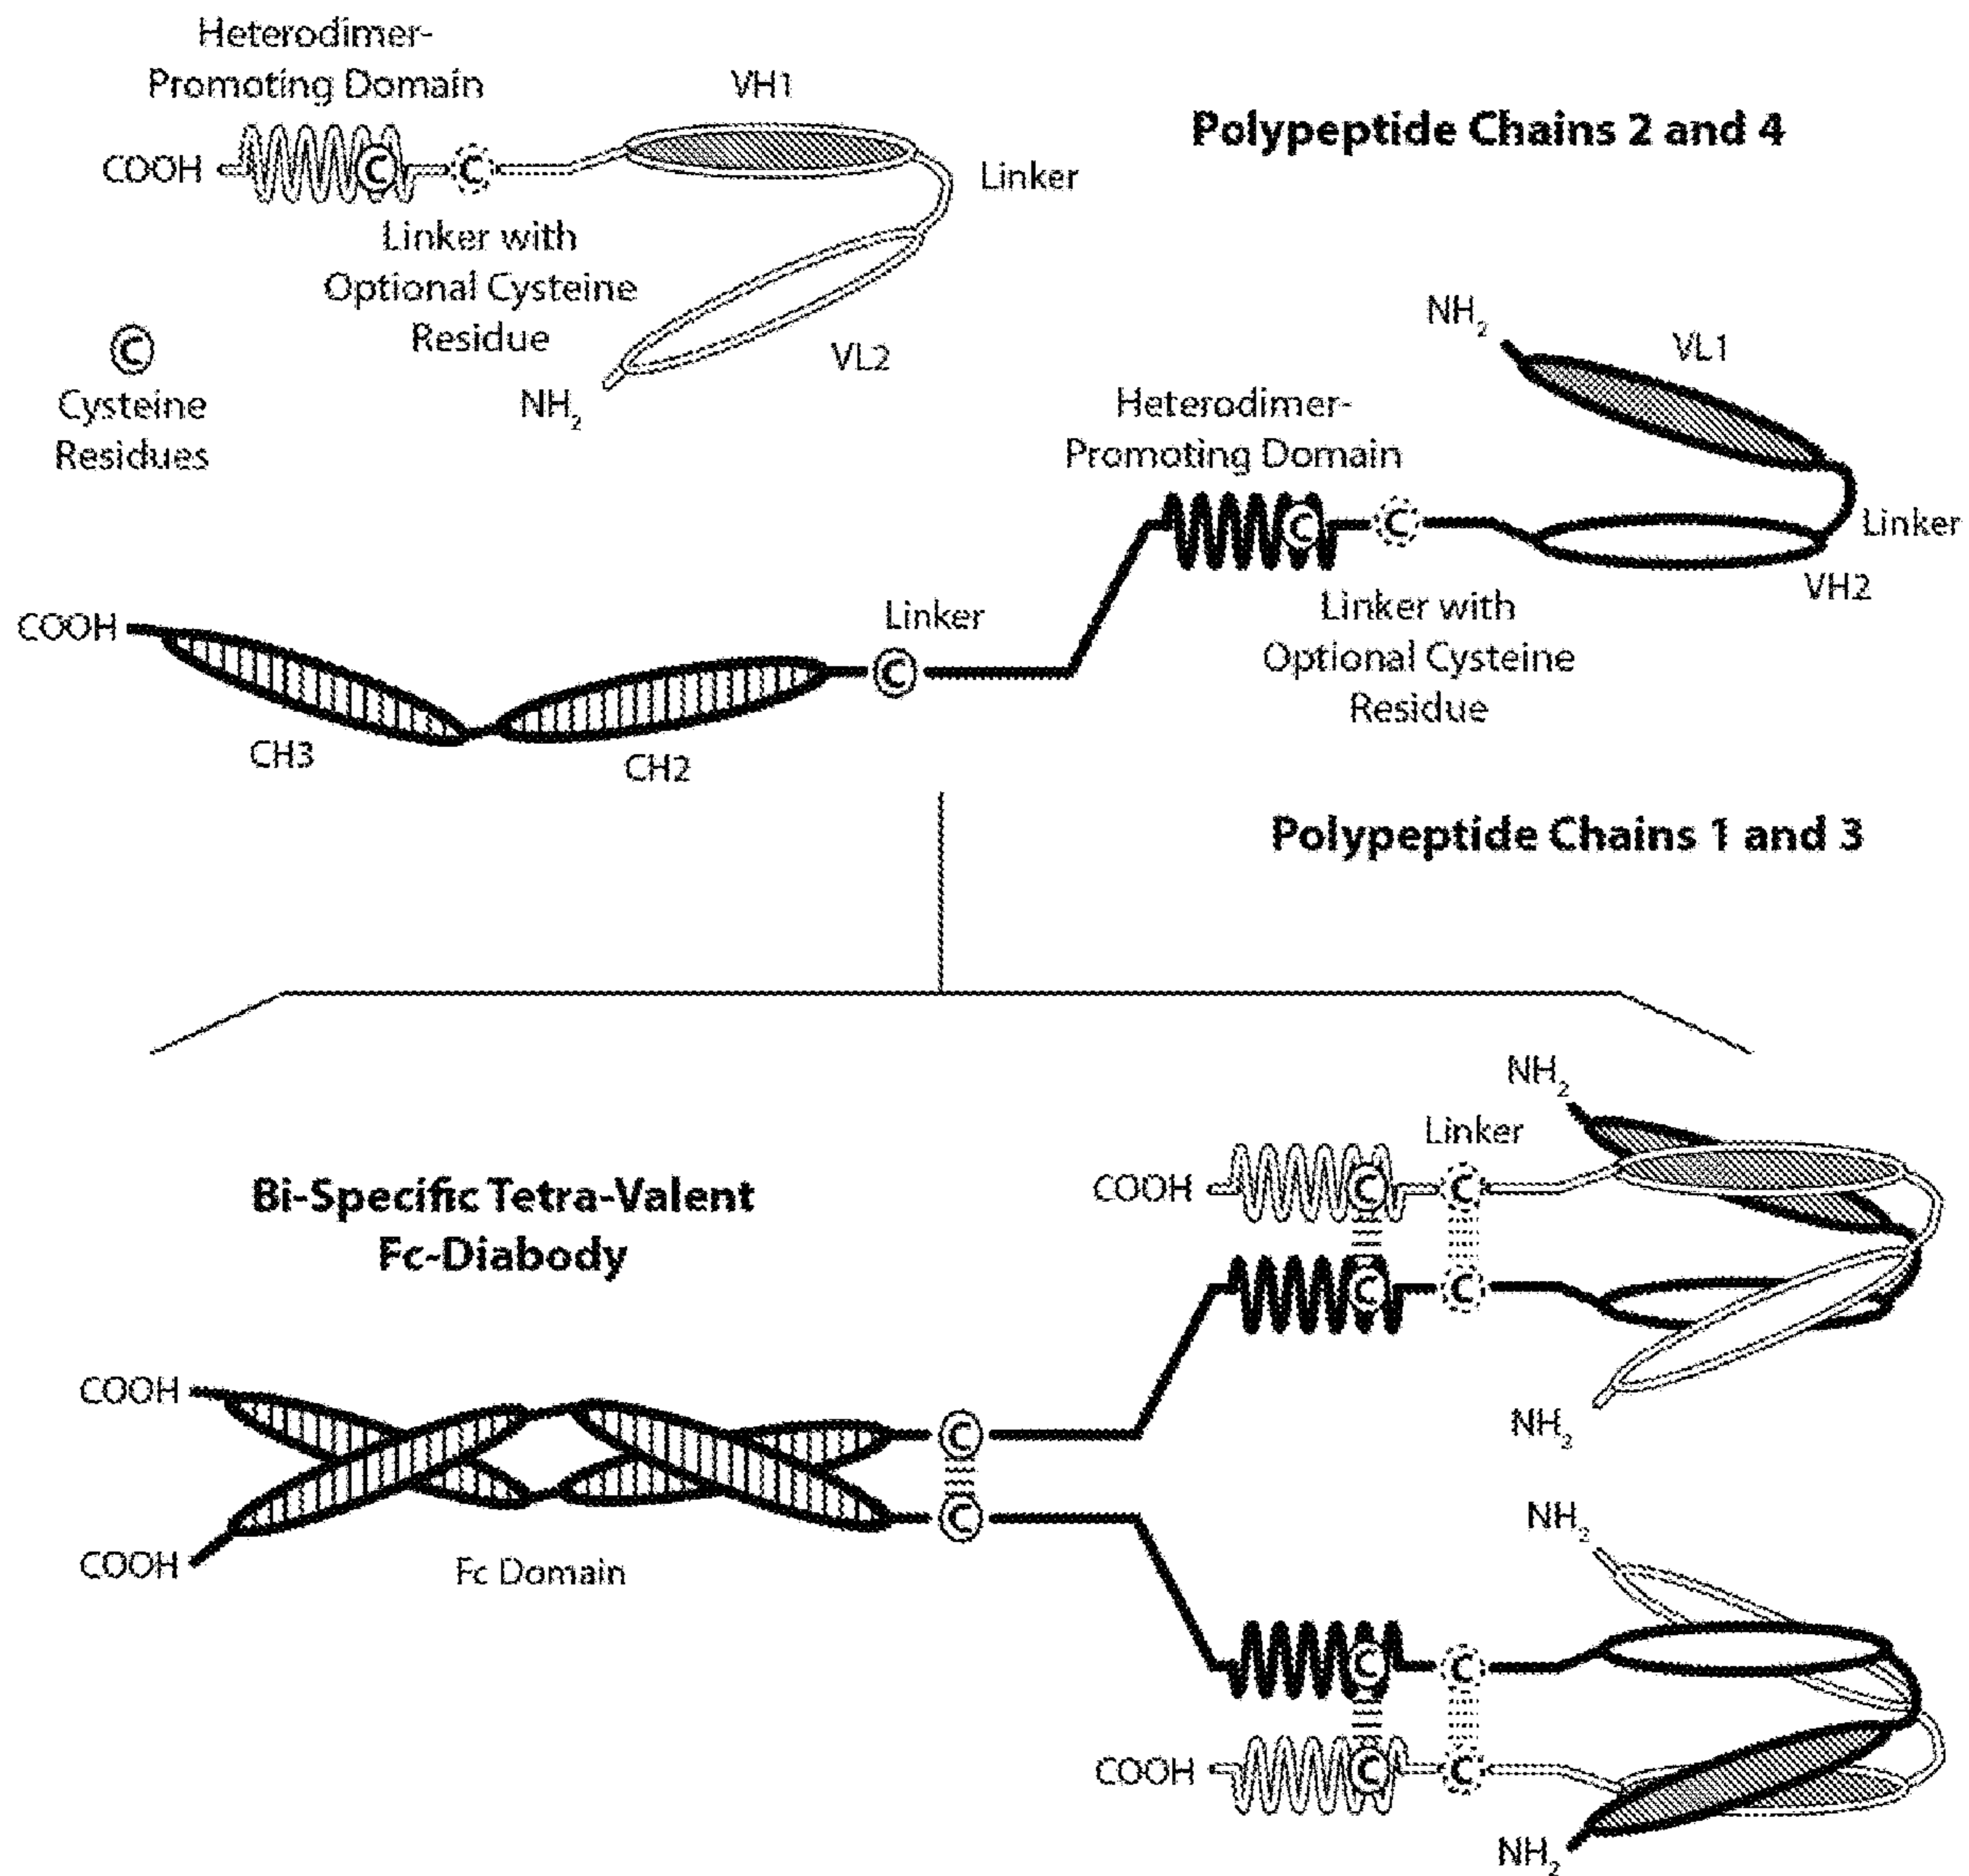 Heterodimer-
Promoting Domain
VH1
Polypeptide Chains 2 and 4
COOH
C
C
Linker
Linker with
Optional Cysteine
Residue
VL2
NH2
C
Cysteine
Residues
NH2
VL1
Heterodimer-
Promoting Domain
C
C
Linker
VH2
Linker with
Optional Cysteine
Residue
COOH
Linker
C
CH3
CH2
Polypeptide Chains 1 and 3
Bi-Specific Tetra-Valent
Fc-Diabody
NH2
Linker
COOH
C
C
C
C
NH3
COOH
C
C
COOH
Fc Domain
NH2
C
C
COOH
C
C
NH2